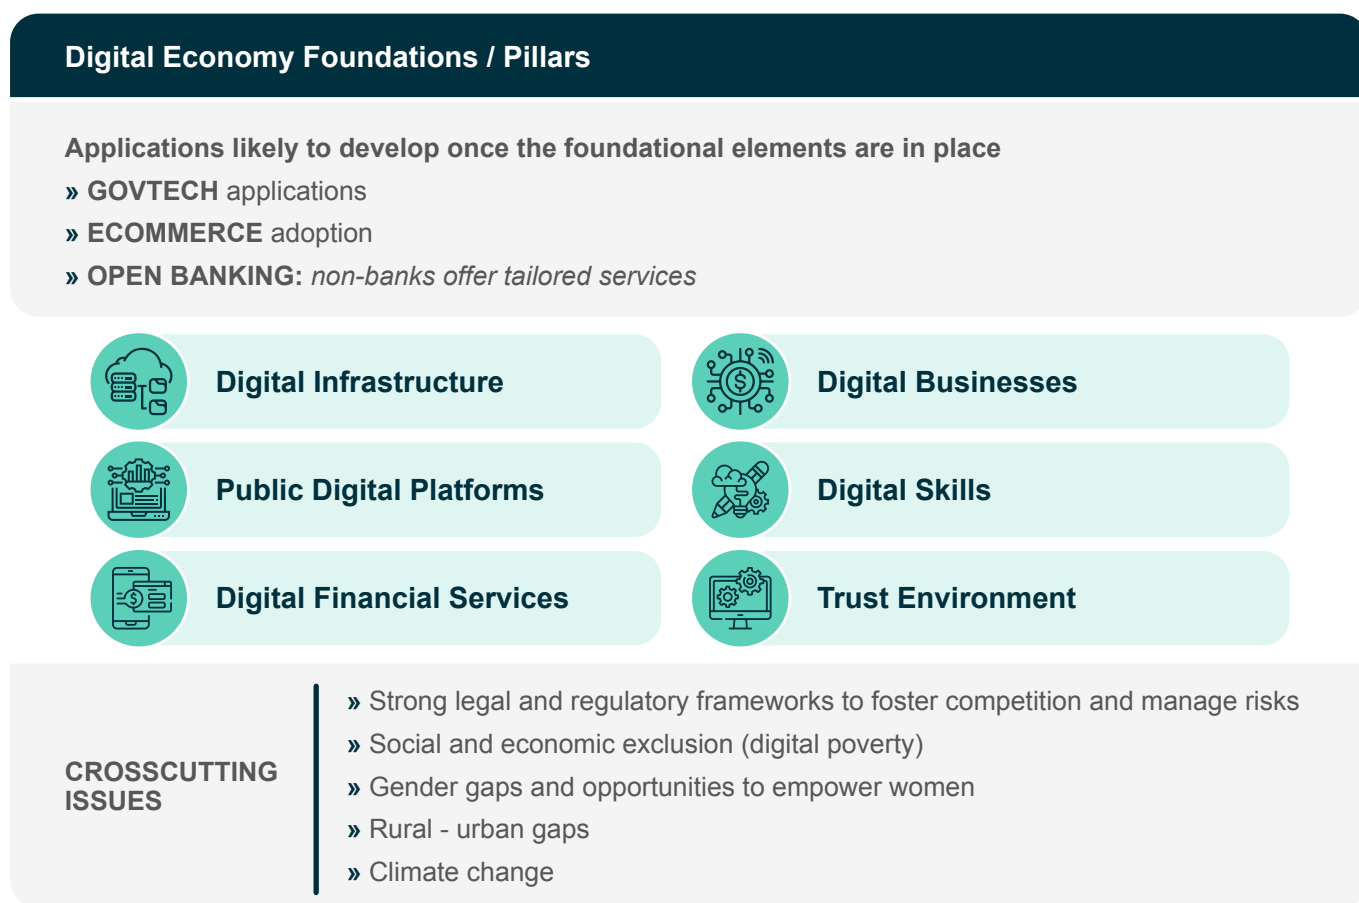 Digital Economy Foundations / Pillars
Applications likely to develop once the foundational elements are in place
» GOVTECH applications
» ECOMMERCE adoption
» OPEN BANKING: non-banks offer tailored services
Digital Infrastructure
Digital Businesses
Public Digital Platforms
Digital Skills
Digital Financial Services
Trust Environment
CROSSCUTTING
ISSUES
» Strong legal and regulatory frameworks to foster competition and manage risks
» Social and economic exclusion (digital poverty)
» Gender gaps and opportunities to empower women
» Rural - urban gaps
» Climate change